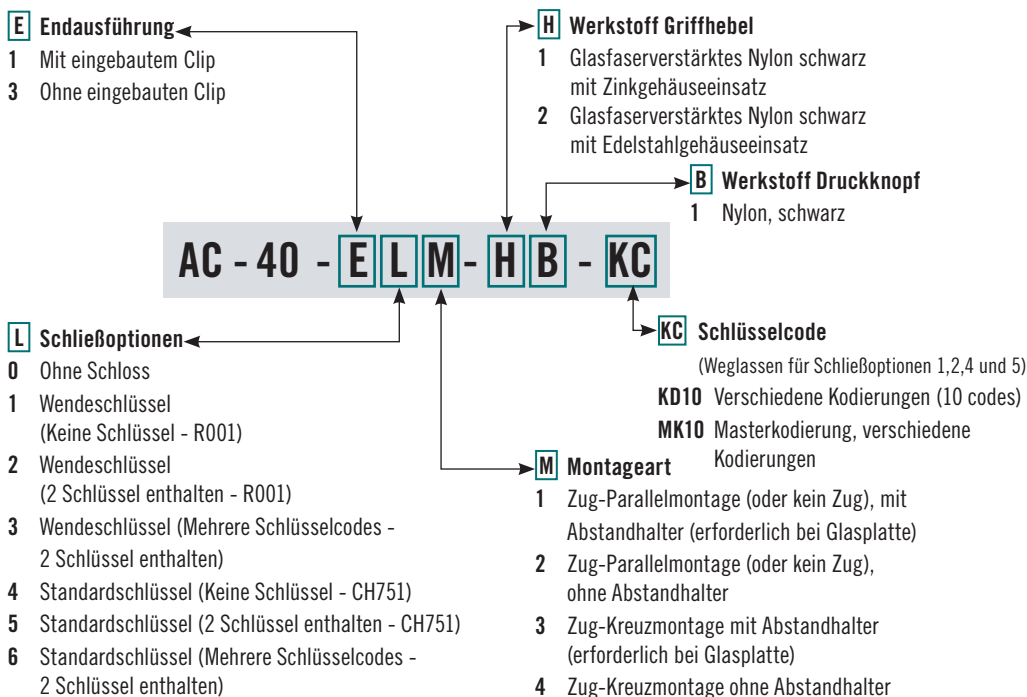 E Endausführung
1 Mit eingebautem Clip
3 Ohne eingebauten Clip
H Werkstoff Griffhebel
1 Glasfaserverstärktes Nylon schwarz
mit Zinkgehäuseeinsatz
2 Glasfaserverstärktes Nylon schwarz
mit Edelstahlgehäuseeinsatz
B Werkstoff Druckknopf
1 Nylon, schwarz
AC - 40 - E L M - H B - KC
L Schließoptionen
0 Ohne Schloss
1 Wendeschlüssel
(Keine Schlüssel - R001)
2 Wendeschlüssel
(2 Schlüssel enthalten - R001)
3 Wendeschlüssel (Mehrere Schlüsselcodes -
2 Schlüssel enthalten)
4 Standardschlüssel (Keine Schlüssel - CH751)
5 Standardschlüssel (2 Schlüssel enthalten - CH751)
6 Standardschlüssel (Mehrere Schlüsselcodes -
2 Schlüssel enthalten)
KC Schlüsselcode
(Weglassen für Schließoptionen 1,2,4 und 5)
KD10 Verschiedene Kodierungen (10 codes)
MK10 Masterkodierung, verschiedene
Kodierungen
M Montageart
1 Zug-Parallelmontage (oder kein Zug), mit
Abstandhalter (erforderlich bei Glasplatte)
2 Zug-Parallelmontage (oder kein Zug),
ohne Abstandhalter
3 Zug-Kreuzmontage mit Abstandhalter
(erforderlich bei Glasplatte)
4 Zug-Kreuzmontage ohne Abstandhalter